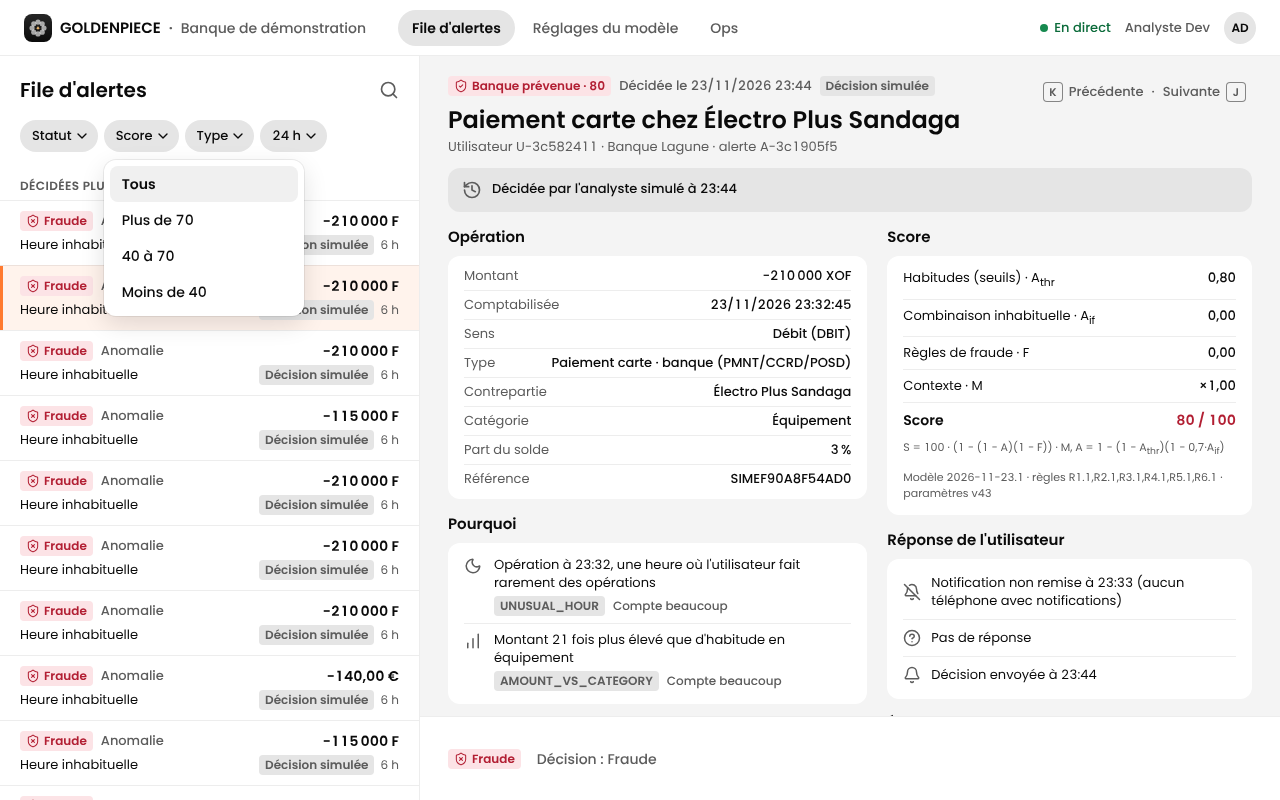 GOLDENPIECE · Banque de démonstration
File d'alertes
Réglages du modèle
Ops
En direct
Analyste Dev
AD
File d'alertes
Statut
Score
Type
24 h
Tous
Plus de 70
40 à 70
Moins de 40
DÉCIDÉES PLU
Fraude -210 000 F
Heure inhabit on simulée 6 h
Fraude -210 000 F
Heure inhabit ion simulée 6 h
Fraude Anomalie -210 000 F
Heure inhabituelle Décision simulée 6 h
Fraude Anomalie -115 000 F
Heure inhabituelle Décision simulée 6 h
Fraude Anomalie -210 000 F
Heure inhabituelle Décision simulée 6 h
Fraude Anomalie -210 000 F
Heure inhabituelle Décision simulée 6 h
Fraude Anomalie -210 000 F
Heure inhabituelle Décision simulée 6 h
Fraude Anomalie -140,00 €
Heure inhabituelle Décision simulée 6 h
Fraude Anomalie -115 000 F
Heure inhabituelle Décision simulée 6 h
Banque prévenue · 80 Décidée le 23/11/2026 23:44 Décision simulée
K Précédente · Suivante J
Paiement carte chez Électro Plus Sandaga
Utilisateur U-3c582411 · Banque Lagune · alerte A-3c1905f5
Décidée par l'analyste simulé à 23:44
Opération
Montant -210 000 XOF
Comptabilisée 23/11/2026 23:32:45
Sens Débit (DBIT)
Type Paiement carte · banque (PMNT/CCRD/POSD)
Contrepartie Électro Plus Sandaga
Catégorie Équipement
Part du solde 3 %
Référence SIMEF90A8F54AD0
Pourquoi
Opération à 23:32, une heure où l'utilisateur fait
rarement des opérations
UNUSUAL_HOUR Compte beaucoup
Montant 21 fois plus élevé que d'habitude en
équipement
AMOUNT_VS_CATEGORY Compte beaucoup
Score
Habitudes (seuils) · Athr 0,80
Combinaison inhabituelle · Aif 0,00
Règles de fraude · F 0,00
Contexte · M ×1,00
Score 80 / 100
S = 100 · (1 - (1 - A)(1 - F)) · M, A = 1 - (1 - Athr)(1 - 0,7·Aif)
Modèle 2026-11-23.1 · règles R1.1,R2.1,R3.1,R4.1,R5.1,R6.1 ·
paramètres v43
Réponse de l'utilisateur
Notification non remise à 23:33 (aucun
téléphone avec notifications)
Pas de réponse
Décision envoyée à 23:44
Fraude Décision : Fraude